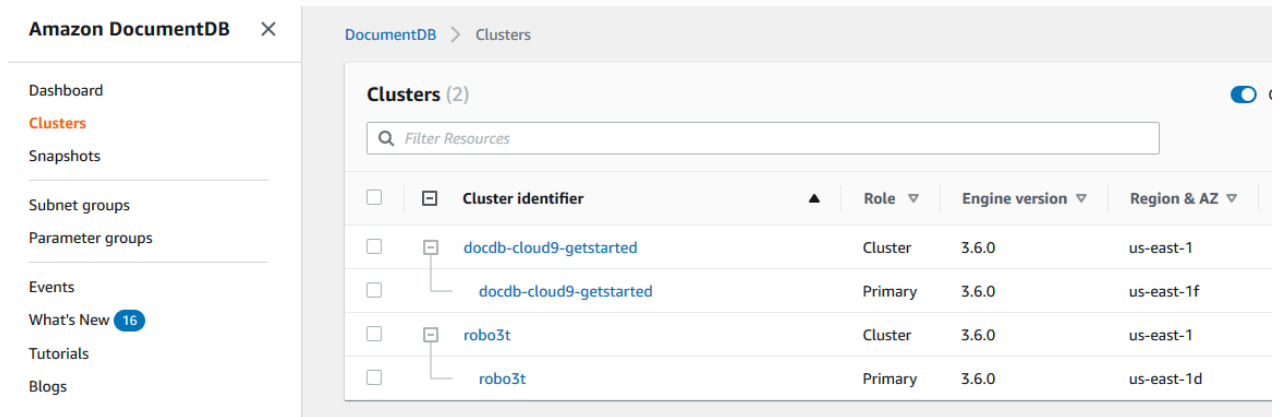 Amazon DocumentDB
Dashboard
Clusters
Snapshots
Subnet groups
Parameter groups
Events
What's New 16
Tutorials
Blogs
DocumentDB > Clusters
Clusters (2)
Filter Resources
Cluster identifier Role Engine version Region & AZ
docdb-cloud9-getstarted Cluster 3.6.0 us-east-1
docdb-cloud9-getstarted Primary 3.6.0 us-east-1f
robo3t Cluster 3.6.0 us-east-1
robo3t Primary 3.6.0 us-east-1d